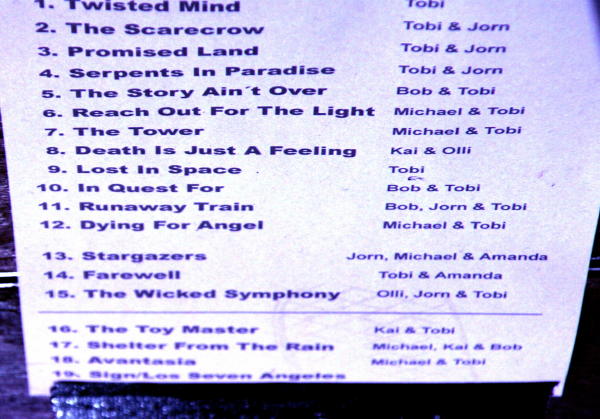 1. Twisted Mind Tobi
2. The Scarecrow Tobi & Jorn
3. Promised Land Tobi & Jorn
4. Serpents In Paradise Tobi & Jorn
5. The Story Ain´t Over Bob & Tobi
6. Reach Out For The Light Michael & Tobi
7. The Tower Michael & Tobi
8. Death Is Just A Feeling Kai & Olli
9. Lost In Space Tobi
10. In Quest For Bob & Tobi
11. Runaway Train Bob, Jorn & Tobi
12. Dying For Angel Michael & Tobi
13. Stargazers Jorn, Michael & Amanda
14. Farewell Tobi & Amanda
15. The Wicked Symphony Olli, Jorn & Tobi
16. The Toy Master Kai & Tobi
17. Shelter From The Rain Michael, Kai & Bob
18. Avantasia Michael & Tobi
19. Sign/Los Seven Angeles